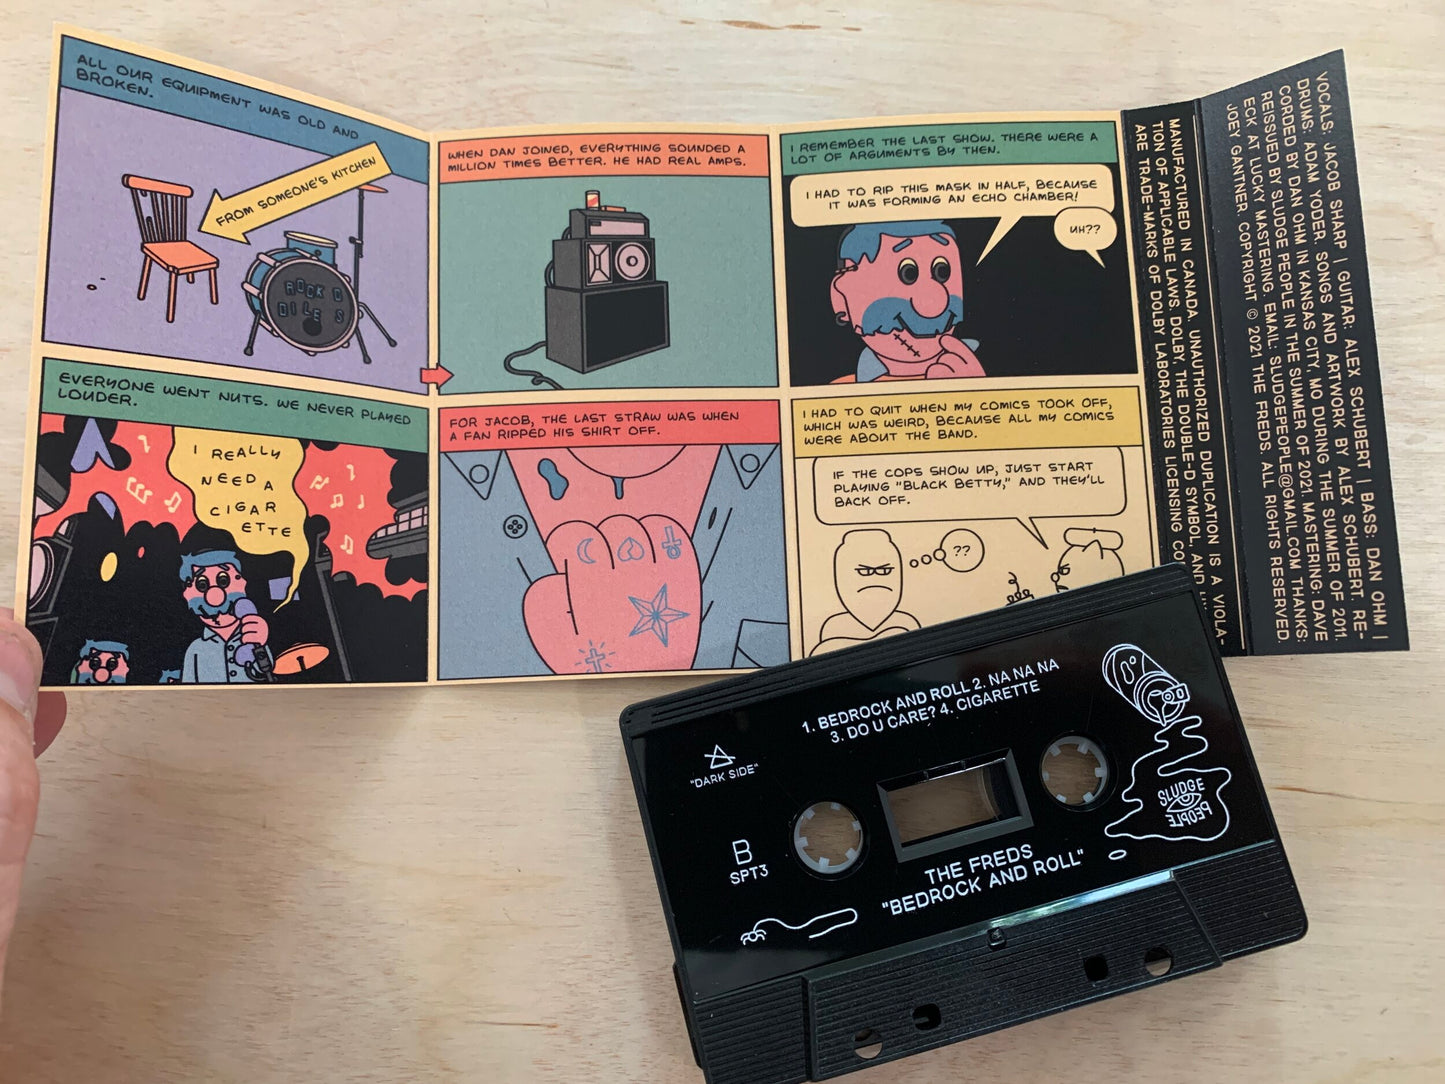 ALL OUR EQUIPMENT WAS OLD AND
BROKEN.
FROM SOMEONE'S KITCHEN
ROCK O
DILES
EVERYONE WENT NUTS. WE NEVER PLAYED
LOUDER.
I REALLY
NEED A
CIGAR
ETTE
WHEN DAN JOINED, EVERYTHING SOUNDED A
MILLION TIMES BETTER. HE HAD REAL AMPS.
FOR JACOB, THE LAST STRAW WAS WHEN
A FAN RIPPED HIS SHIRT OFF.
I REMEMBER THE LAST SHOW. THERE WERE A
LOT OF ARGUMENTS BY THEN.
I HAD TO RIP THIS MASK IN HALF, BECAUSE
IT WAS FORMING AN ECHO CHAMBER!
UH??
I HAD TO QUIT WHEN MY COMICS TOOK OFF,
WHICH WAS WEIRD, BECAUSE ALL MY COMICS
WERE ABOUT THE BAND.
IF THE COPS SHOW UP, JUST START
PLAYING "BLACK BETTY," AND THEY'LL
BACK OFF.
??
VOCALS: JACOB SHARP | GUITAR: ALEX SCHUBERT | BASS: DAN OHM |
DRUMS: ADAM YODER. SONGS AND ARTWORK BY ALEX SCHUBERT. RE-
CORDED BY DAN OHM IN KANSAS CITY, MO DURING THE SUMMER OF 2011.
REISSUED BY SLUDGE PEOPLE IN THE SUMMER OF 2021. MASTERING: DAVE
ECK AT LUCKY MASTERING. EMAIL: SLUDGEPEOPLE@GMAIL.COM THANKS:
JOEY GANTNER. COPYRIGHT © 2021 THE FREDS. ALL RIGHTS RESERVED.
MANUFACTURED IN CANADA. UNAUTHORIZED DUPLICATION IS A VIOLA-
TION OF APPLICABLE LAWS. DOLBY, THE DOUBLE-D SYMBOL, AND
ARE TRADE-MARKS OF DOLBY LABORATORIES LICENSING
1. BEDROCK AND ROLL 2. NA NA NA
3. DO U CARE? 4. CIGARETTE
"DARK SIDE"
B
SPT3
SLUDGE
PEOPLE
THE FREDS
"BEDROCK AND ROLL"